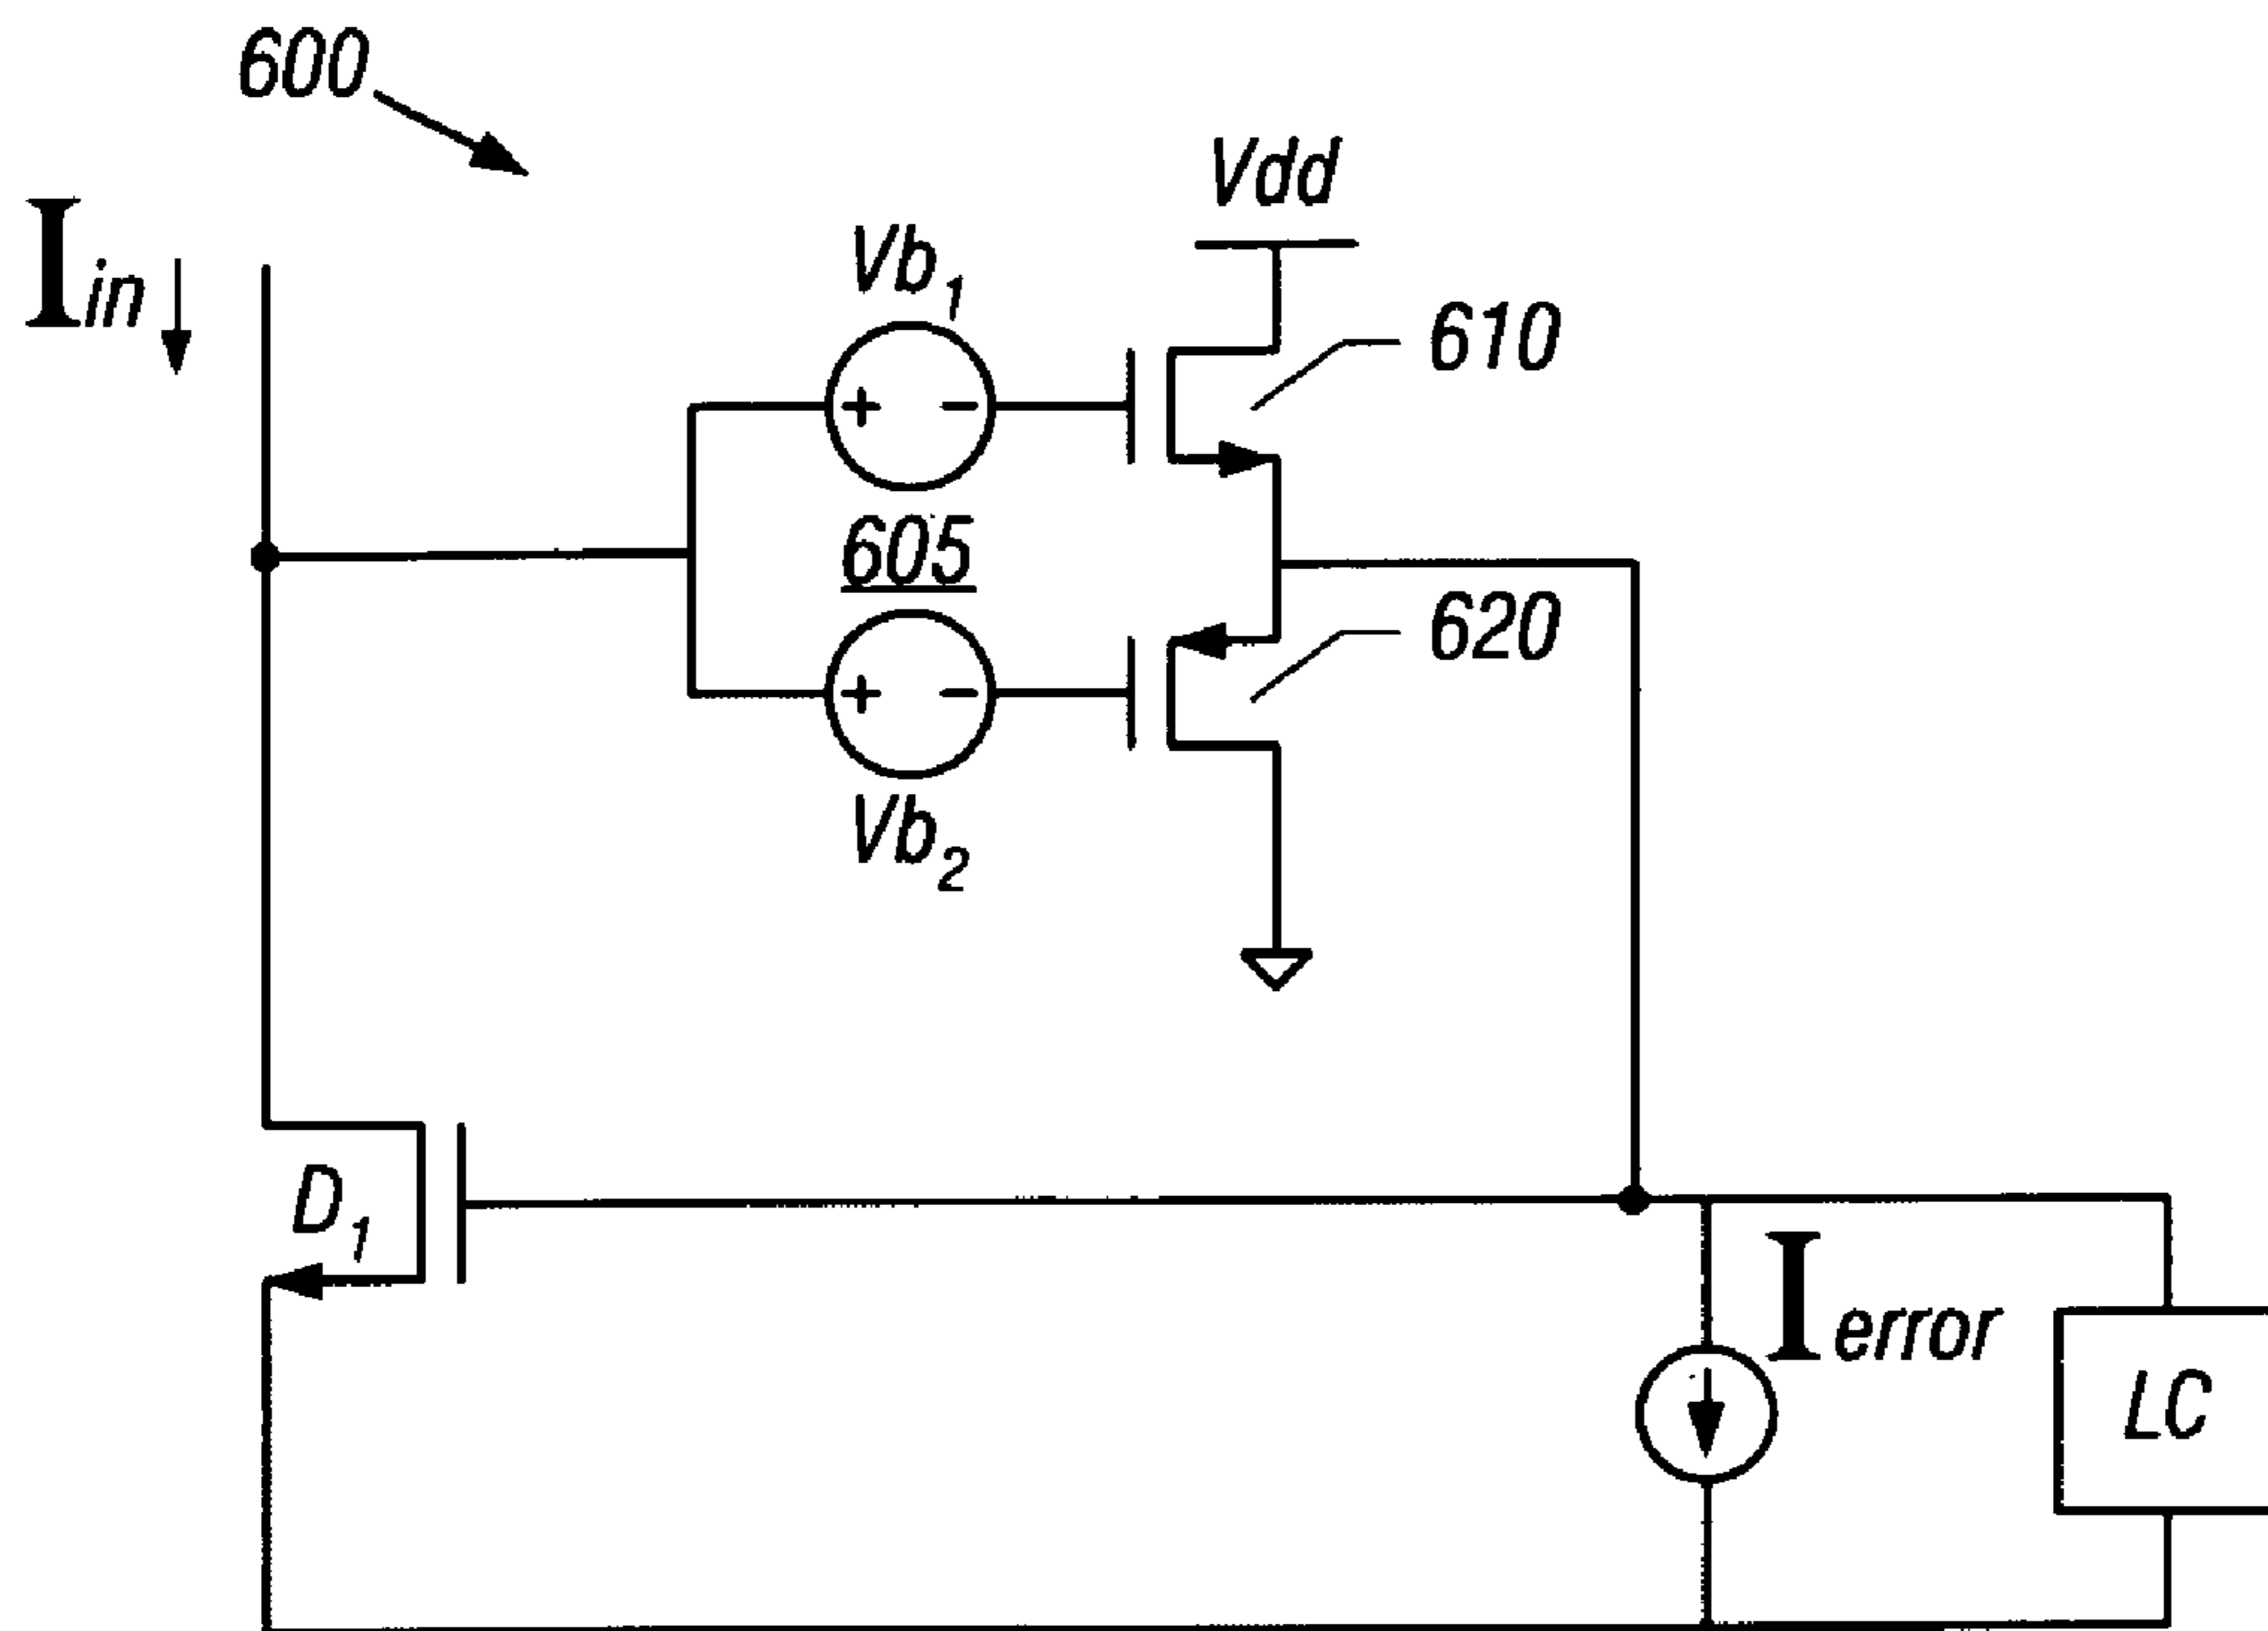 600
Vdd
Iin
Vb1
610
+ -
605
620
+ -
Vb2
D1
Ierror
LC